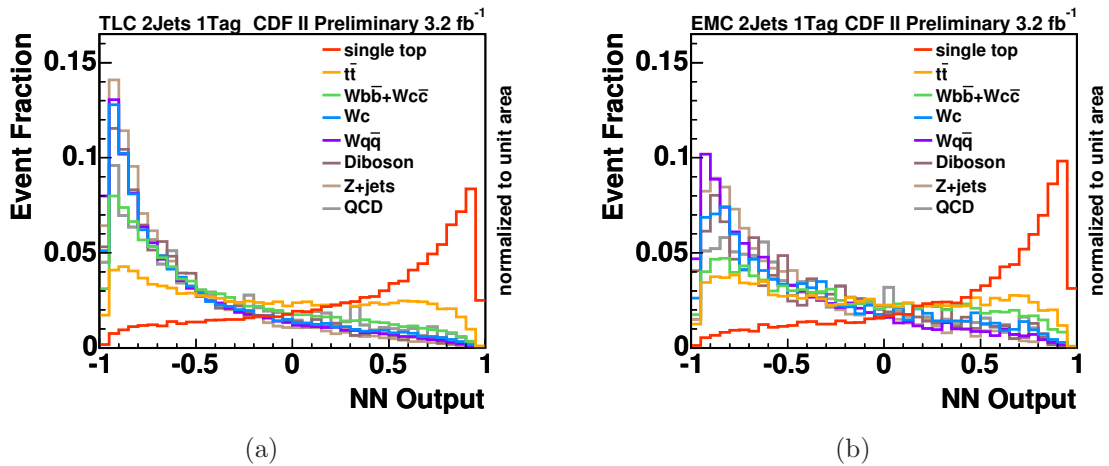 TLC 2Jets 1Tag CDF II Preliminary 3.2 fb⁻¹
Event Fraction
0.15
0.1
0.05
0
single top
tt̄
Wbb̄+Wcc̄
Wc
Wqq̄
Diboson
Z+jets
QCD
normalized to unit area
-1
-0.5
0
0.5
1
NN Output
(a)
EMC 2Jets 1Tag CDF II Preliminary 3.2 fb⁻¹
Event Fraction
0.15
0.1
0.05
0
single top
tt̄
Wbb̄+Wcc̄
Wc
Wqq̄
Diboson
Z+jets
QCD
normalized to unit area
-1
-0.5
0
0.5
1
NN Output
(b)